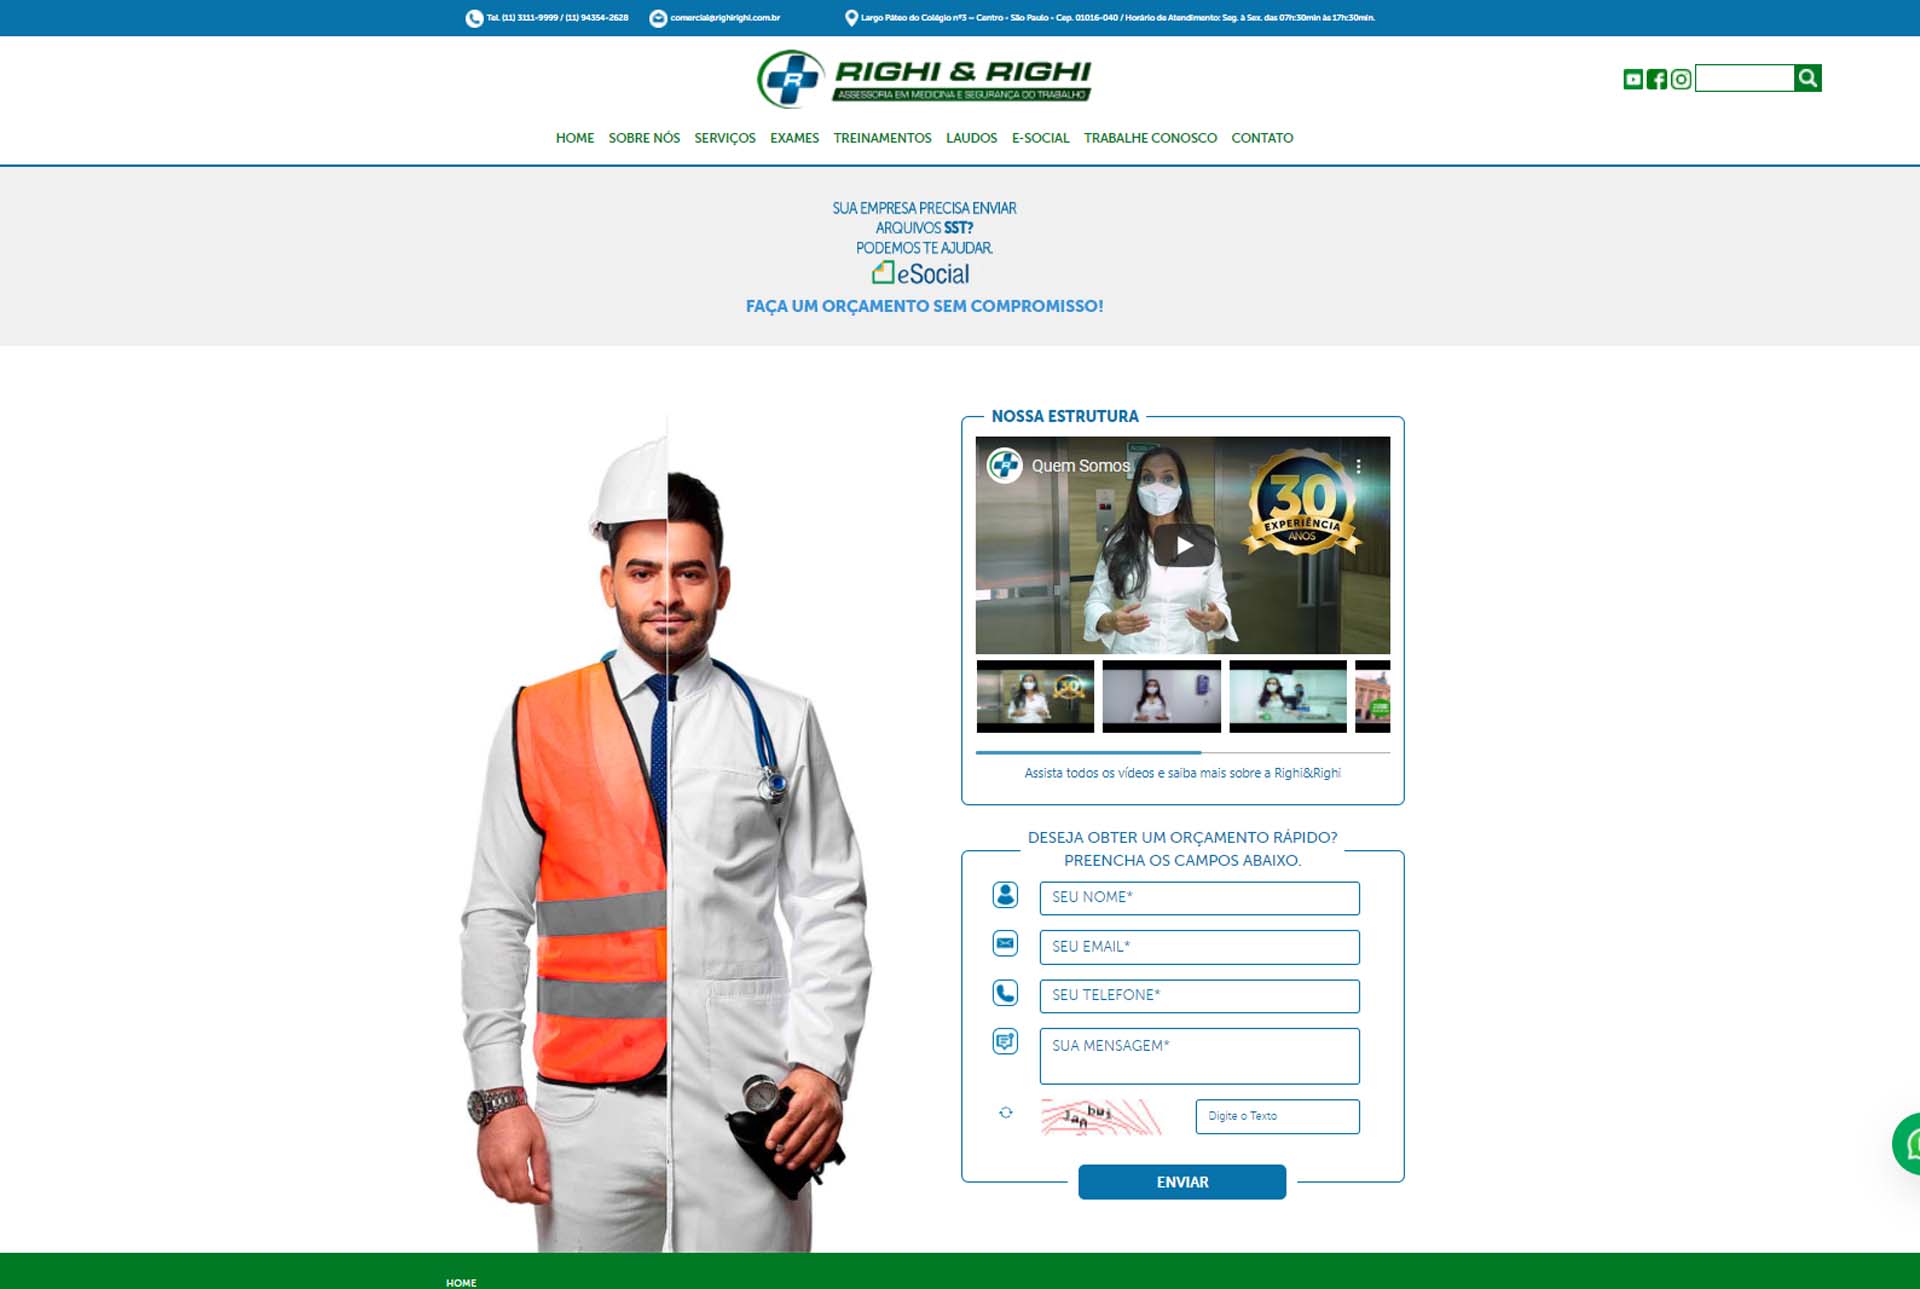 Tel. (11) 3111-9999 / (11) 94354-2628
comercial@righirighi.com.br
Largo Páteo do Colégio nº3 – Centro - São Paulo - Cep. 01016-040 / Horário de Atendimento: Seg. à Sex. das 07h:30min às 17h:30min.
R
RIGHI & RIGHI
ASSESSORIA EM MEDICINA E SEGURANÇA DO TRABALHO
HOME SOBRE NÓS SERVIÇOS EXAMES TREINAMENTOS LAUDOS E-SOCIAL TRABALHE CONOSCO CONTATO
SUA EMPRESA PRECISA ENVIAR
ARQUIVOS SST?
PODEMOS TE AJUDAR.
eSocial
FAÇA UM ORÇAMENTO SEM COMPROMISSO!
NOSSA ESTRUTURA
R
Quem Somos
30
EXPERIÊNCIA
ANOS
30
Assista todos os vídeos e saiba mais sobre a Righi&Righi
DESEJA OBTER UM ORÇAMENTO RÁPIDO?
PREENCHA OS CAMPOS ABAIXO.
SEU NOME*
SEU EMAIL*
SEU TELEFONE*
SUA MENSAGEM*
Digite o Texto
ENVIAR
HOME